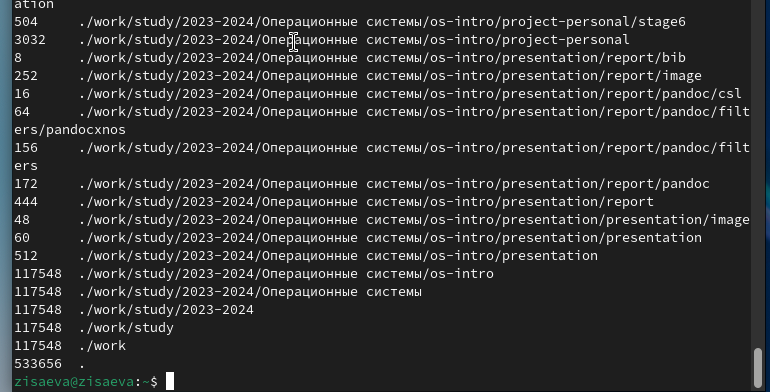 ation
504     ./work/study/2023-2024/Операционные системы/os-intro/project-personal/stage6
3032    ./work/study/2023-2024/Операционные системы/os-intro/project-personal
8       ./work/study/2023-2024/Операционные системы/os-intro/presentation/report/bib
252     ./work/study/2023-2024/Операционные системы/os-intro/presentation/report/image
16      ./work/study/2023-2024/Операционные системы/os-intro/presentation/report/pandoc/csl
64      ./work/study/2023-2024/Операционные системы/os-intro/presentation/report/pandoc/filt
ers/pandocxnos
156     ./work/study/2023-2024/Операционные системы/os-intro/presentation/report/pandoc/filt
ers
172     ./work/study/2023-2024/Операционные системы/os-intro/presentation/report/pandoc
444     ./work/study/2023-2024/Операционные системы/os-intro/presentation/report
48      ./work/study/2023-2024/Операционные системы/os-intro/presentation/presentation/image
60      ./work/study/2023-2024/Операционные системы/os-intro/presentation/presentation
512     ./work/study/2023-2024/Операционные системы/os-intro/presentation
117548  ./work/study/2023-2024/Операционные системы/os-intro
117548  ./work/study/2023-2024/Операционные системы
117548  ./work/study/2023-2024
117548  ./work/study
117548  ./work
533656  .
zisaeva@zisaeva:~$